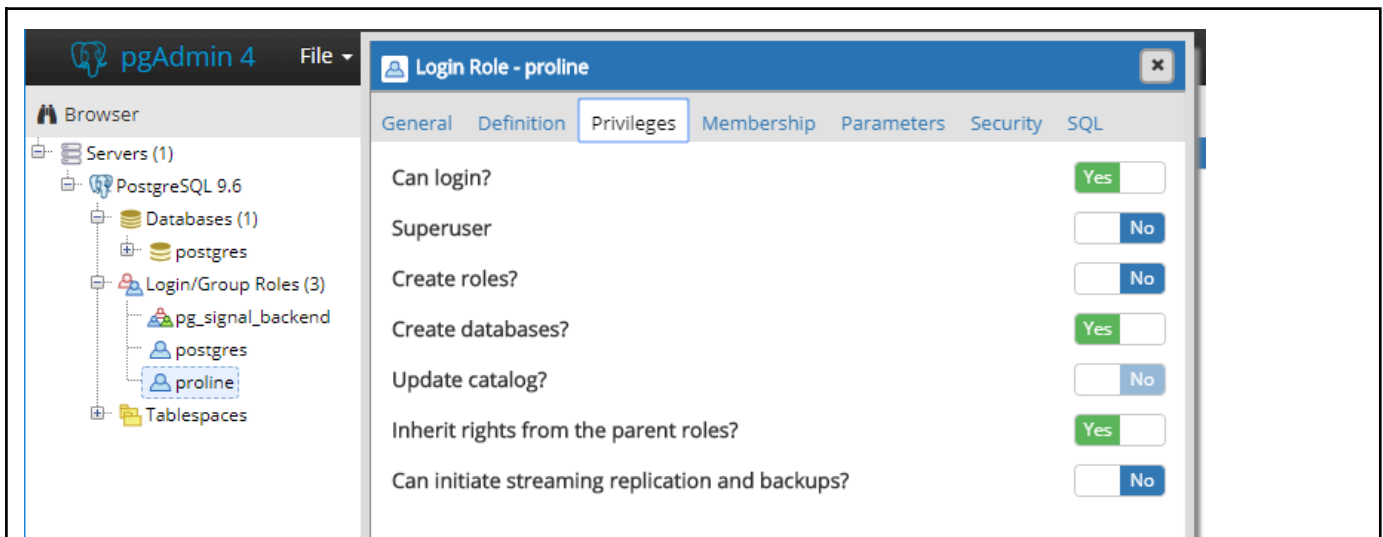 pgAdmin 4 File
Login Role - proline
Browser
General Definition Privileges Membership Parameters Security SQL
Servers (1)
PostgreSQL 9.6
Databases (1)
postgres
Login/Group Roles (3)
pg_signal_backend
postgres
proline
Tablespaces
Can login? Yes
Superuser No
Create roles? No
Create databases? Yes
Update catalog? No
Inherit rights from the parent roles? Yes
Can initiate streaming replication and backups? No